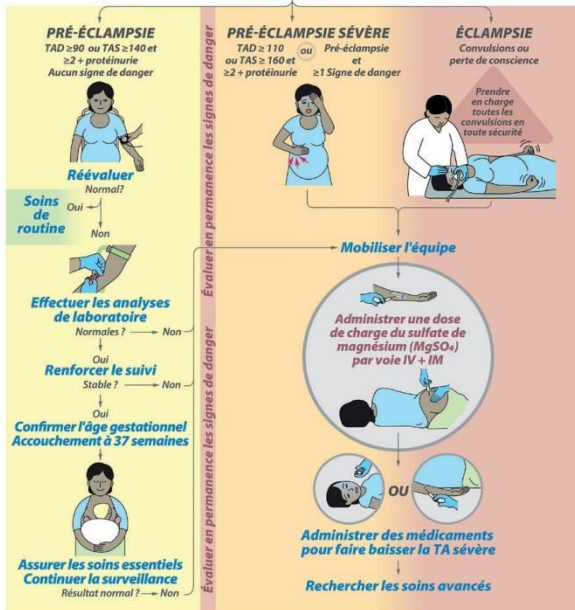 PRÉ-ÉCLAMPSIE
TAD ≥90 ou TAS ≥140 et
≥2 + protéinurie
Aucun signe de danger
Réévaluer
Normal?
Oui
Soins
de
routine
Non
Effectuer les analyses
de laboratoire
Normales ?
Non
Oui
Renforcer le suivi
Stable ?
Non
Oui
Confirmer l'âge gestationnel
Accouchement à 37 semaines
Assurer les soins essentiels
Continuer la surveillance
Résultat normal ?
Non
Évaluer en permanence les signes de danger
Évaluer en permanence les signes de danger
PRÉ-ÉCLAMPSIE SÉVÈRE
TAD ≥ 110
ou TAS ≥ 160 et
≥2 + protéinurie
ou
Pré-éclampsie
et
≥1 Signe de danger
ÉCLAMPSIE
Convulsions ou
perte de conscience
Prendre
en charge
toutes les
convulsions en
toute sécurité
Mobiliser l'équipe
Administrer une dose
de charge du sulfate de
magnésium (MgSO₄)
par voie IV + IM
OU
Administrer des médicaments
pour faire baisser la TA sévère
Rechercher les soins avancés